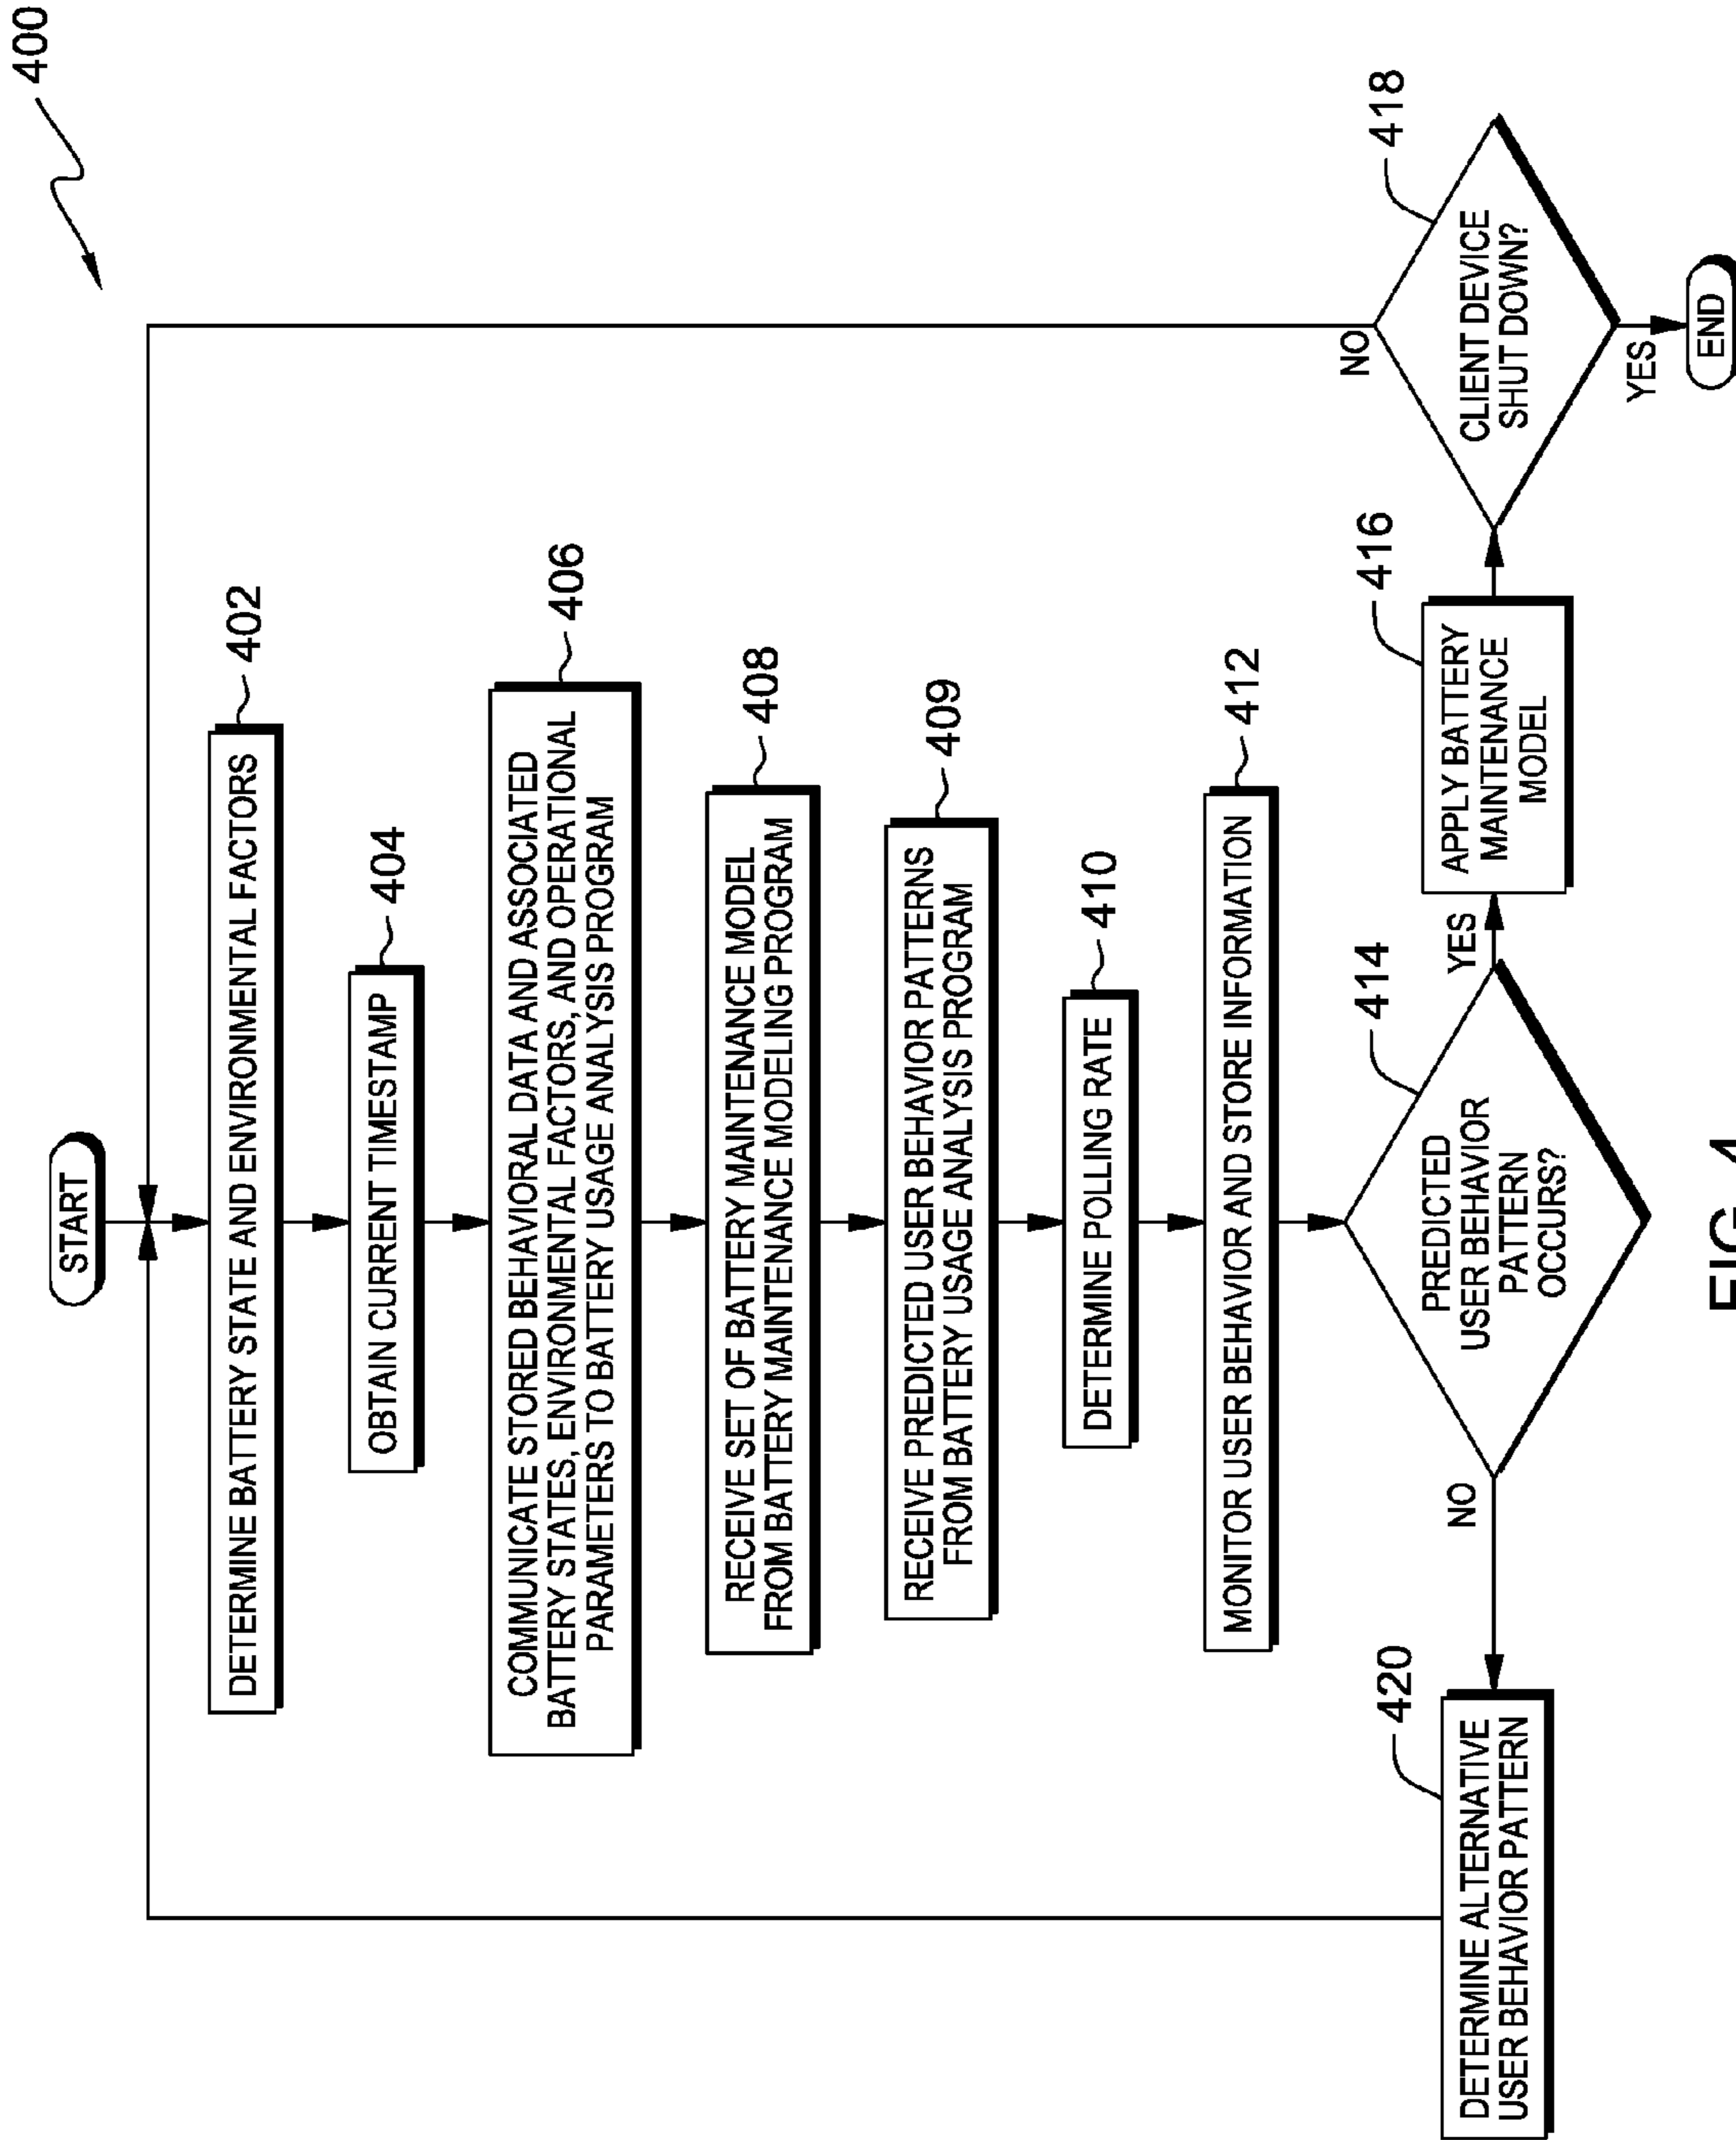 400
START
DETERMINE BATTERY STATE AND ENVIRONMENTAL FACTORS
402
OBTAIN CURRENT TIMESTAMP
404
COMMUNICATE STORED BEHAVIORAL DATA AND ASSOCIATED
BATTERY STATES, ENVIRONMENTAL FACTORS, AND OPERATIONAL
PARAMETERS TO BATTERY USAGE ANALYSIS PROGRAM
406
RECEIVE SET OF BATTERY MAINTENANCE MODEL
FROM BATTERY MAINTENANCE MODELING PROGRAM
408
RECEIVE PREDICTED USER BEHAVIOR PATTERNS
FROM BATTERY USAGE ANALYSIS PROGRAM
409
DETERMINE POLLING RATE
410
MONITOR USER BEHAVIOR AND STORE INFORMATION
412
PREDICTED
USER BEHAVIOR
PATTERN
OCCURS?
414
YES
APPLY BATTERY
MAINTENANCE
MODEL
416
CLIENT DEVICE
SHUT DOWN?
418
NO
YES
END
NO
DETERMINE ALTERNATIVE
USER BEHAVIOR PATTERN
420
FIG. 4